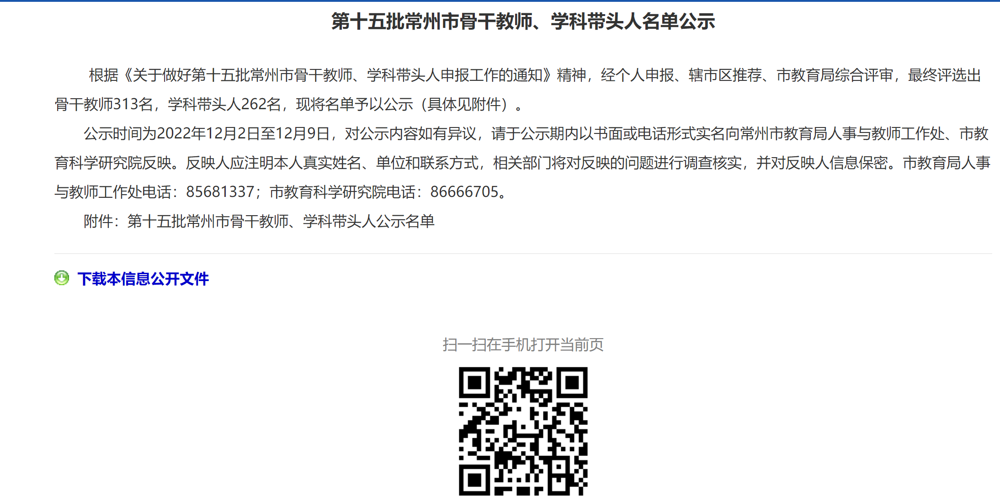 第十五批常州市骨干教师、学科带头人名单公示
根据《关于做好第十五批常州市骨干教师、学科带头人申报工作的通知》精神，经个人申报、辖市区推荐、市教育局综合评审，最终评选出
骨干教师313名，学科带头人262名，现将名单予以公示（具体见附件）。
公示时间为2022年12月2日至12月9日，对公示内容如有异议，请于公示期内以书面或电话形式实名向常州市教育局人事与教师工作处、市教
育科学研究院反映。反映人应注明本人真实姓名、单位和联系方式，相关部门将对反映的问题进行调查核实，并对反映人信息保密。市教育局人事
与教师工作处电话：85681337；市教育科学研究院电话：86666705。
附件：第十五批常州市骨干教师、学科带头人公示名单
下载本信息公开文件
扫一扫在手机打开当前页